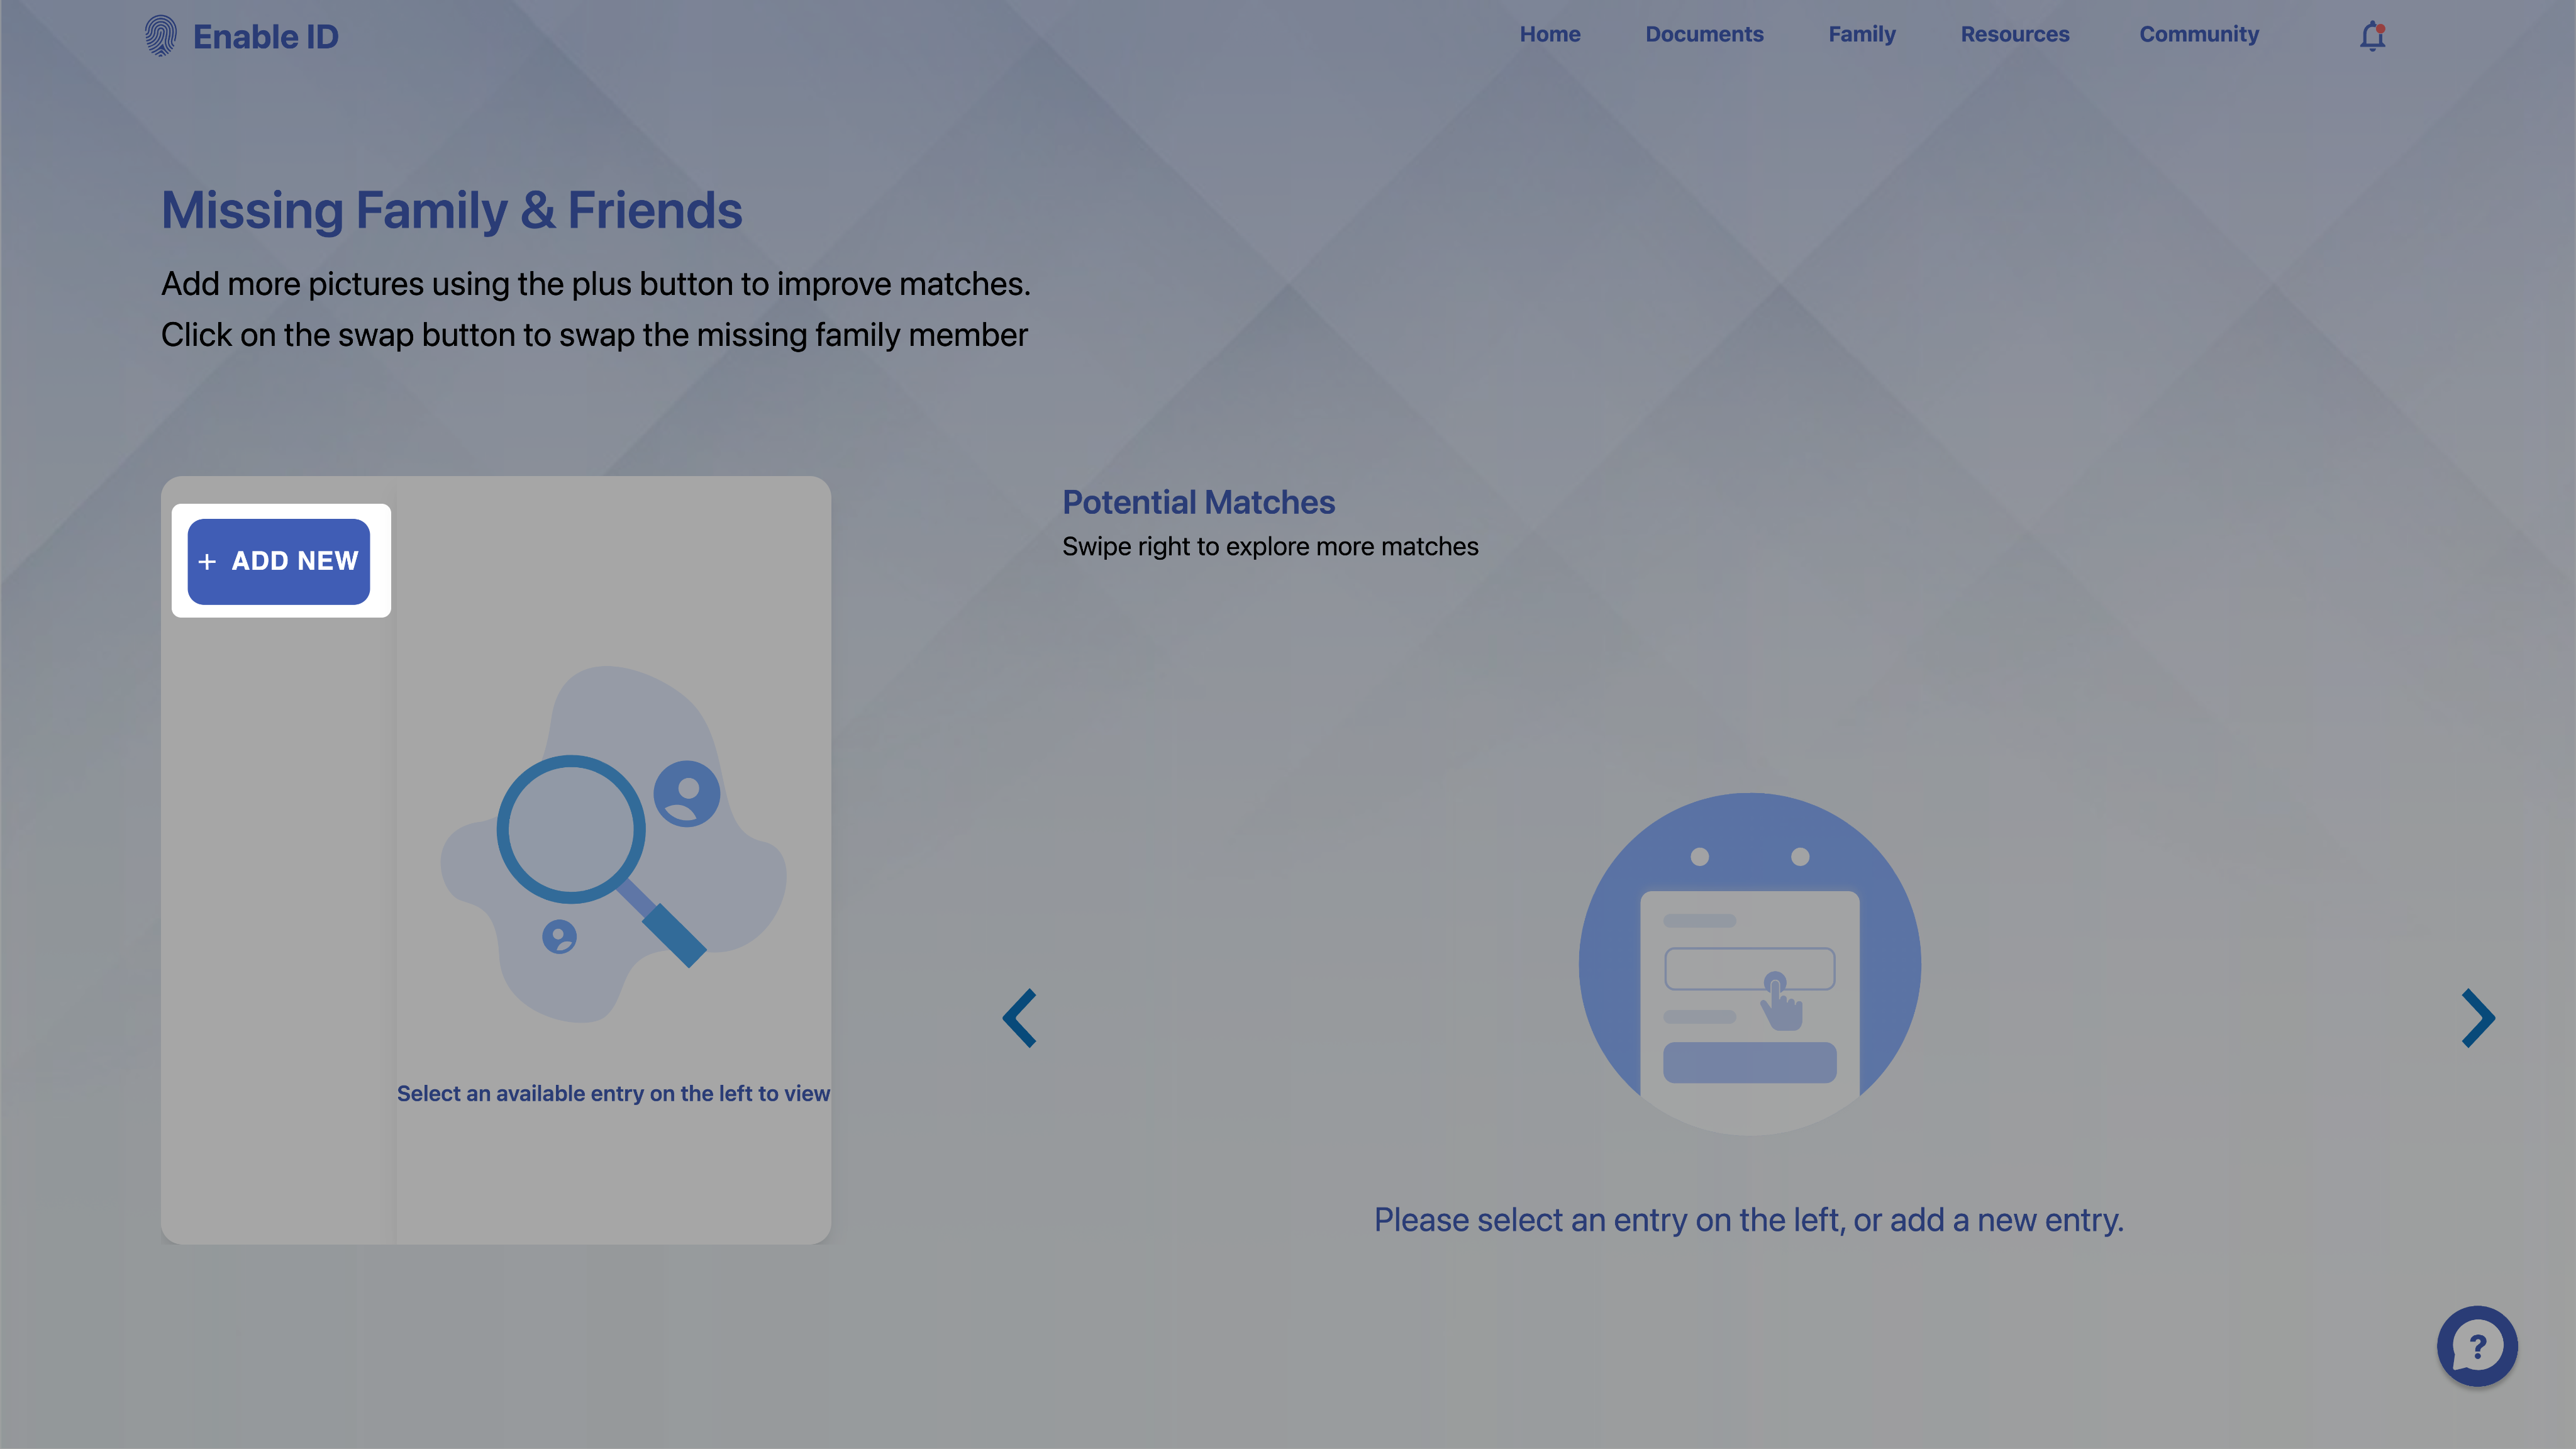 Enable ID
Home Documents Family Resources Community
Missing Family & Friends
Add more pictures using the plus button to improve matches.
Click on the swap button to swap the missing family member
+ ADD NEW
Select an available entry on the left to view
Potential Matches
Swipe right to explore more matches
Please select an entry on the left, or add a new entry.
?